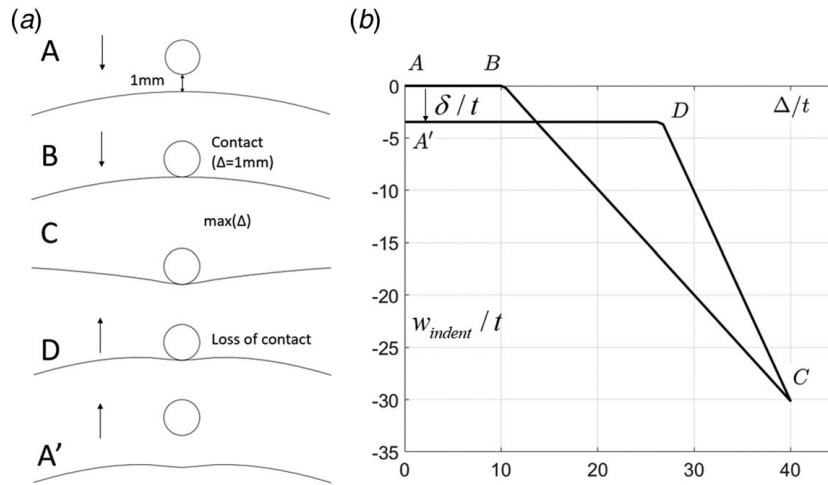 (a)
A
1mm
B
Contact
(Δ=1mm)
C
max(Δ)
D
Loss of contact
A’
(b)
A
B
0
δ/t
Δ/t
D
-5
A′
-10
-15
-20
w_indent/t
-25
C
-30
-35
0
10
20
30
40